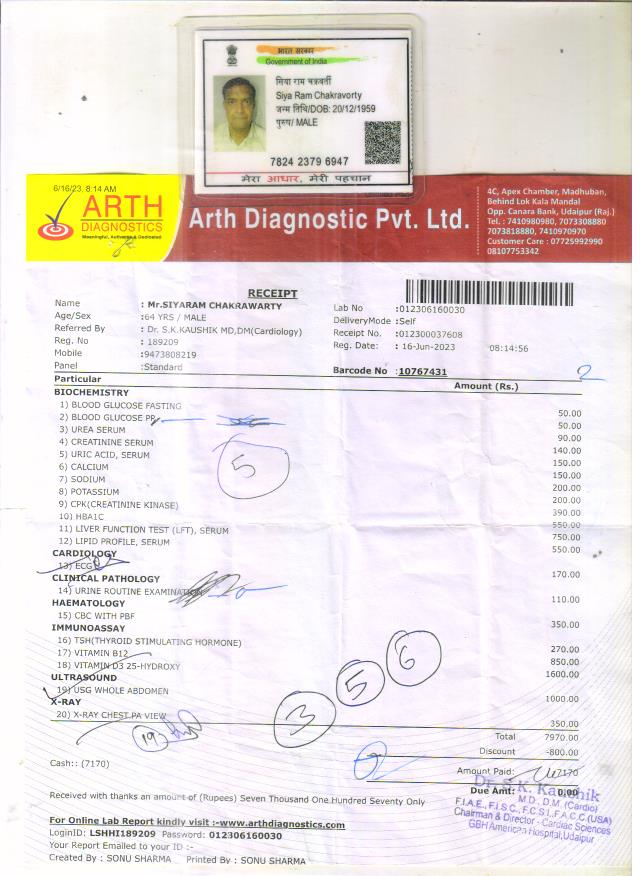 भारत सरकार
Government of India
सिया राम चक्रवर्ती
Siya Ram Chakravorty
जन्म तिथि/DOB: 20/12/1959
पुरुष/ MALE
7824 2379 6947
मेरा आधार, मेरी पहचान
6/16/23, 8:14 AM
ARTH
DIAGNOSTICS
Meaningful, Authentic & Dedicated
Arth Diagnostic Pvt. Ltd.
4C, Apex Chamber, Madhuban,
Behind Lok Kala Mandal
Opp. Canara Bank, Udaipur (Raj.)
Tel. : 7410980980, 7073308880
7073818880, 7410970970
Customer Care : 07725992990
08107753342
RECEIPT
Name : Mr.SIYARAM CHAKRAWARTY
Age/Sex :64 YRS / MALE
Referred By : Dr. S.K.KAUSHIK MD,DM(Cardiology)
Reg. No : 189209
Mobile :9473808219
Panel :Standard
Lab No :012306160030
DeliveryMode :Self
Receipt No. :012300037608
Reg. Date: : 16-Jun-2023 08:14:56
Barcode No :10767431
2
Particular Amount (Rs.)
BIOCHEMISTRY
1) BLOOD GLUCOSE FASTING 50.00
2) BLOOD GLUCOSE PP 50.00
3) UREA SERUM 90.00
4) CREATININE SERUM 140.00
5) URIC ACID, SERUM 150.00
6) CALCIUM 150.00
7) SODIUM 200.00
8) POTASSIUM 200.00
9) CPK(CREATININE KINASE) 390.00
10) HBA1C 550.00
11) LIVER FUNCTION TEST (LFT), SERUM 750.00
12) LIPID PROFILE, SERUM 550.00
5
CARDIOLOGY
13) ECG 170.00
CLINICAL PATHOLOGY
14) URINE ROUTINE EXAMINATION 110.00
HAEMATOLOGY
15) CBC WITH PBF 350.00
IMMUNOASSAY
16) TSH(THYROID STIMULATING HORMONE) 270.00
17) VITAMIN B12 850.00
18) VITAMIN D3 25-HYDROXY 1600.00
ULTRASOUND
19) USG WHOLE ABDOMEN 1000.00
X-RAY
20) X-RAY CHEST PA VIEW 350.00
3 5 6
19
Total 7970.00
Discount -800.00
Cash:: (7170)
Amount Paid: 7170
Due Amt: 0.00
Received with thanks an amount of (Rupees) Seven Thousand One Hundred Seventy Only
Dr. S. K. Kaushik
M.D., D.M. (Cardio)
F.I.A.E., F.I.S.C., F.C.S.I., F.A.C.C.(USA)
Chairman & Director - Cardiac Sciences
GBH American Hospital, Udaipur
For Online Lab Report kindly visit :-www.arthdiagnostics.com
LoginID: LSHHI189209 Password: 012306160030
Your Report Emailed to your ID :-
Created By : SONU SHARMA Printed By : SONU SHARMA